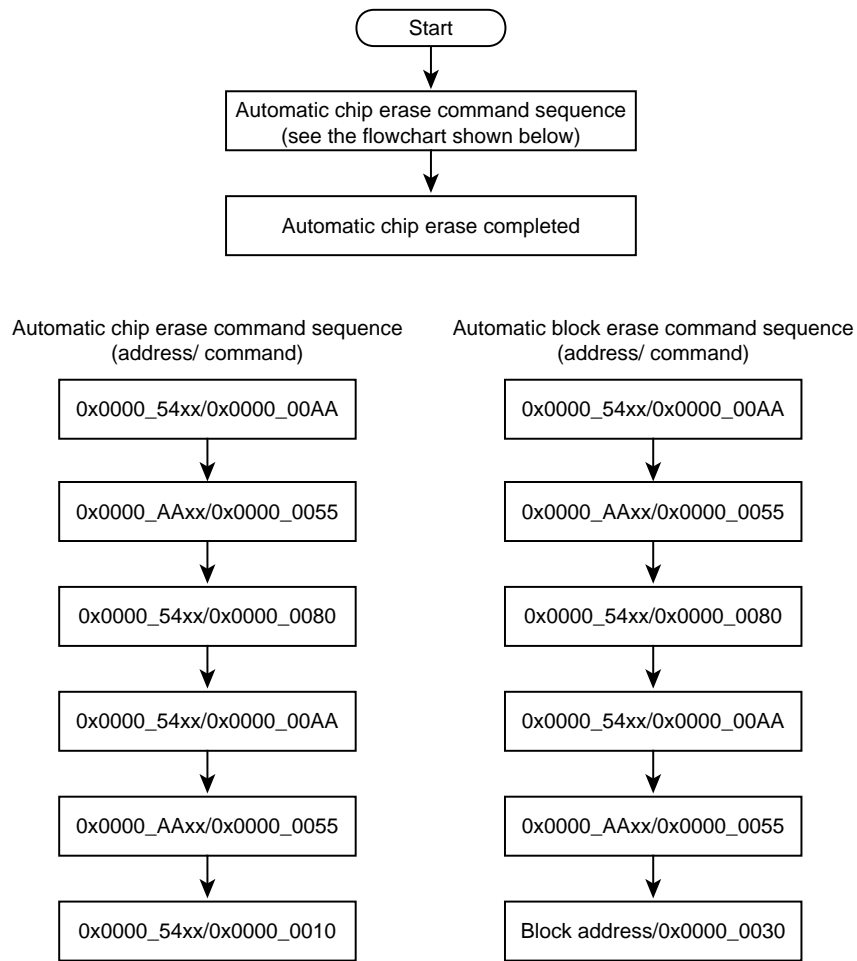 Start
Automatic chip erase command sequence
(see the flowchart shown below)
Automatic chip erase completed
Automatic chip erase command sequence
(address/ command)
0x0000_54xx/0x0000_00AA
0x0000_AAxx/0x0000_0055
0x0000_54xx/0x0000_0080
0x0000_54xx/0x0000_00AA
0x0000_AAxx/0x0000_0055
0x0000_54xx/0x0000_0010
Automatic block erase command sequence
(address/ command)
0x0000_54xx/0x0000_00AA
0x0000_AAxx/0x0000_0055
0x0000_54xx/0x0000_0080
0x0000_54xx/0x0000_00AA
0x0000_AAxx/0x0000_0055
Block address/0x0000_0030